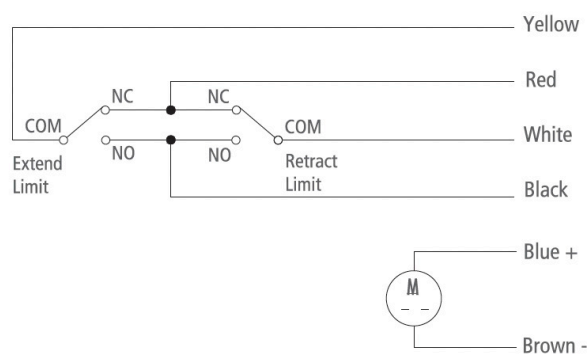 Yellow
Red
NC
NC
COM
COM
White
NO
NO
Extend
Limit
Retract
Limit
Black
Blue +
M
Brown -